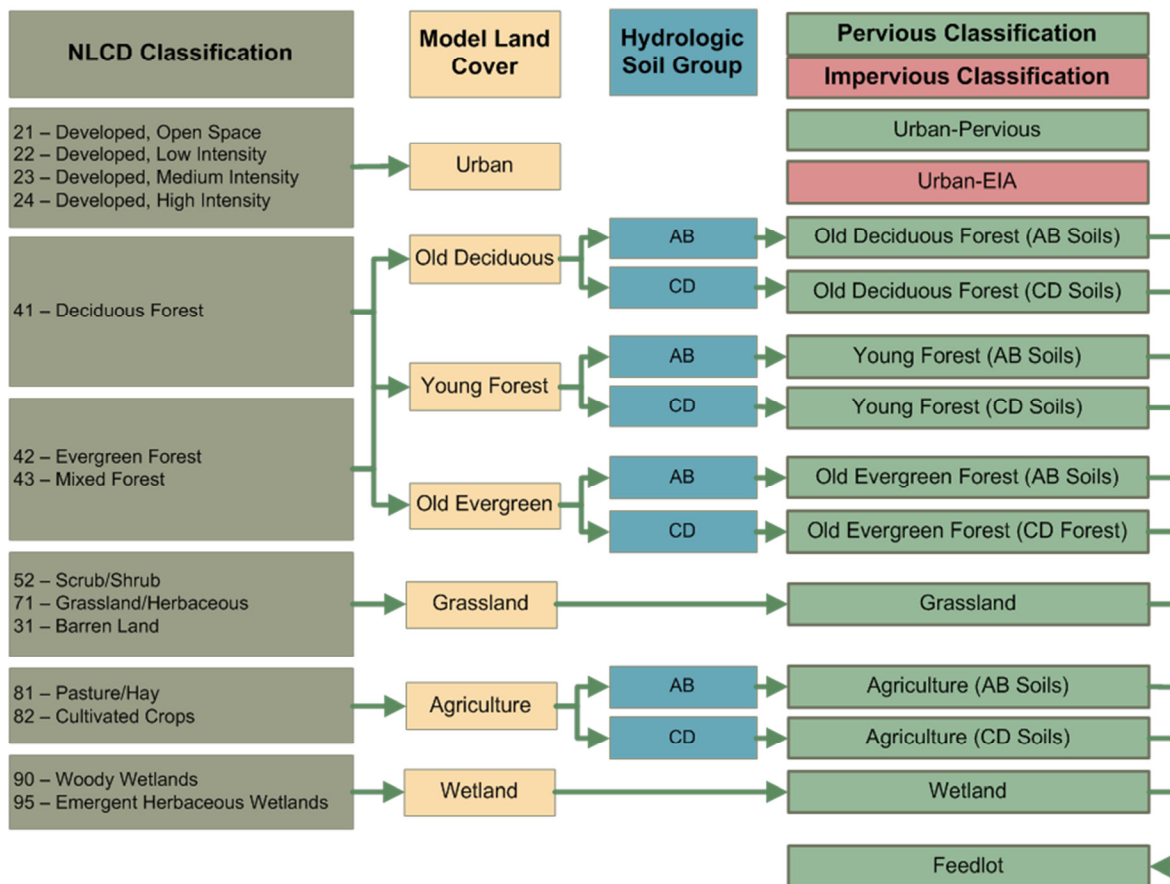 NLCD Classification
Model Land
Cover
Hydrologic
Soil Group
Pervious Classification
Impervious Classification
21 – Developed, Open Space
22 – Developed, Low Intensity
23 – Developed, Medium Intensity
24 – Developed, High Intensity
Urban
Urban-Pervious
Urban-EIA
41 – Deciduous Forest
Old Deciduous
AB
Old Deciduous Forest (AB Soils)
CD
Old Deciduous Forest (CD Soils)
Young Forest
AB
Young Forest (AB Soils)
CD
Young Forest (CD Soils)
42 – Evergreen Forest
43 – Mixed Forest
Old Evergreen
AB
Old Evergreen Forest (AB Soils)
CD
Old Evergreen Forest (CD Forest)
52 – Scrub/Shrub
71 – Grassland/Herbaceous
31 – Barren Land
Grassland
Grassland
81 – Pasture/Hay
82 – Cultivated Crops
Agriculture
AB
Agriculture (AB Soils)
CD
Agriculture (CD Soils)
90 – Woody Wetlands
95 – Emergent Herbaceous Wetlands
Wetland
Wetland
Feedlot